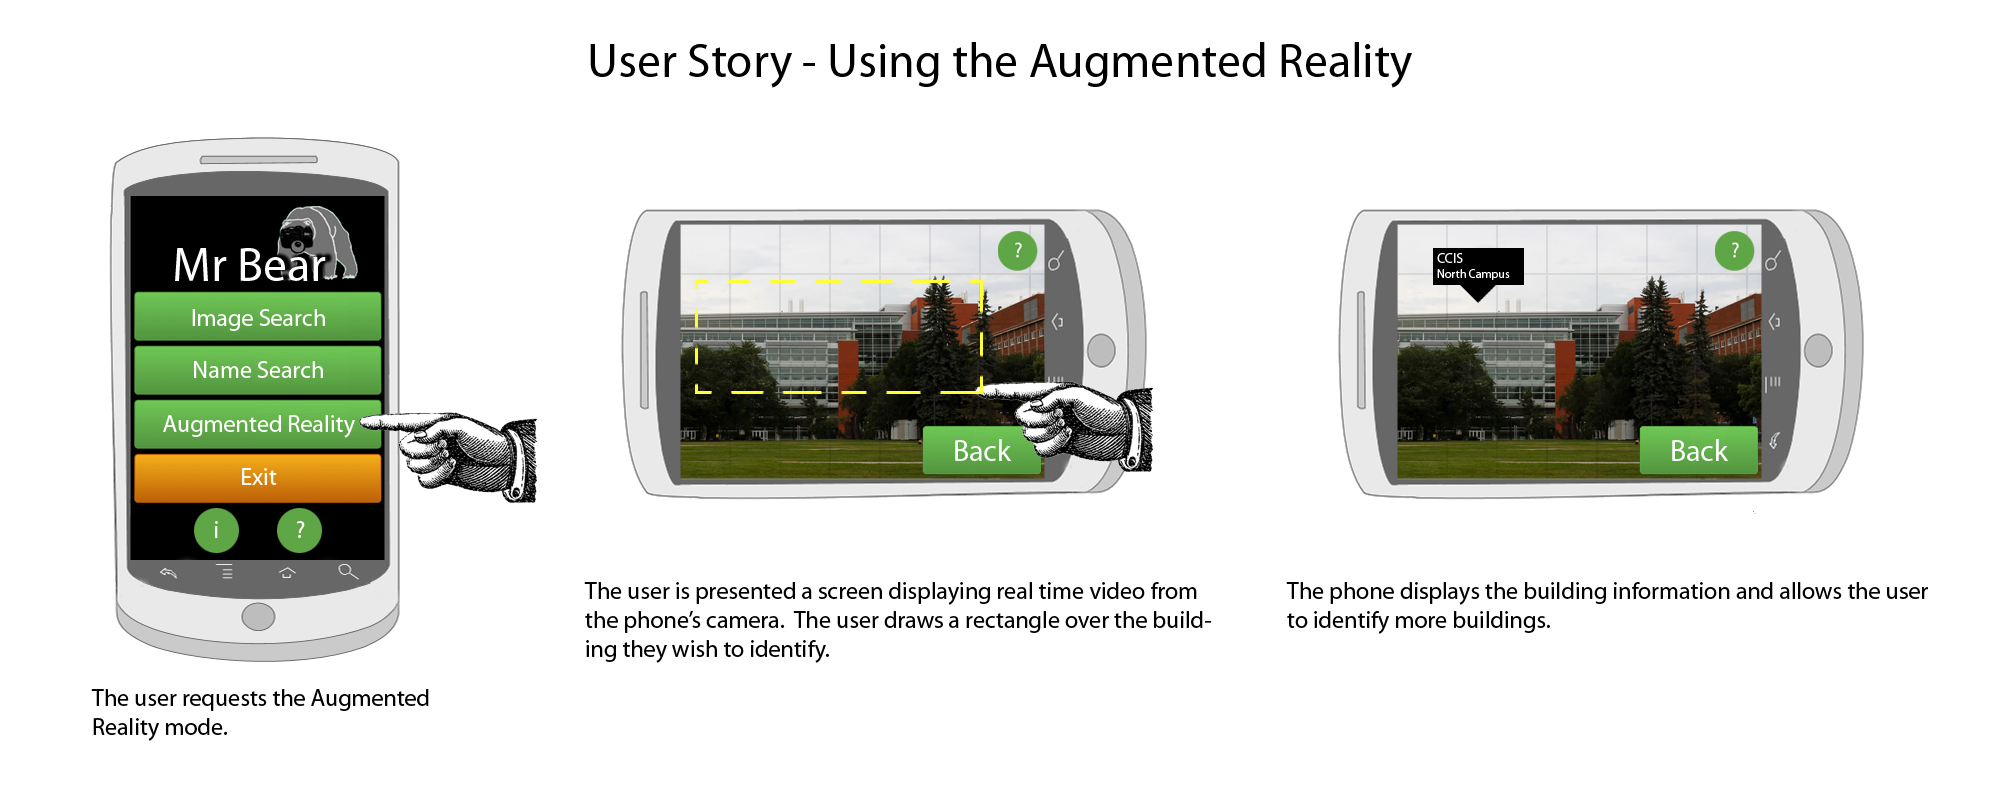 User Story - Using the Augmented Reality
Mr Bear
Image Search
Name Search
Augmented Reality
Exit
i
?
The user requests the Augmented
Reality mode.
?
Back
The user is presented a screen displaying real time video from
the phone’s camera.  The user draws a rectangle over the build-
ing they wish to identify.
CCIS
North Campus
?
Back
The phone displays the building information and allows the user
to identify more buildings.